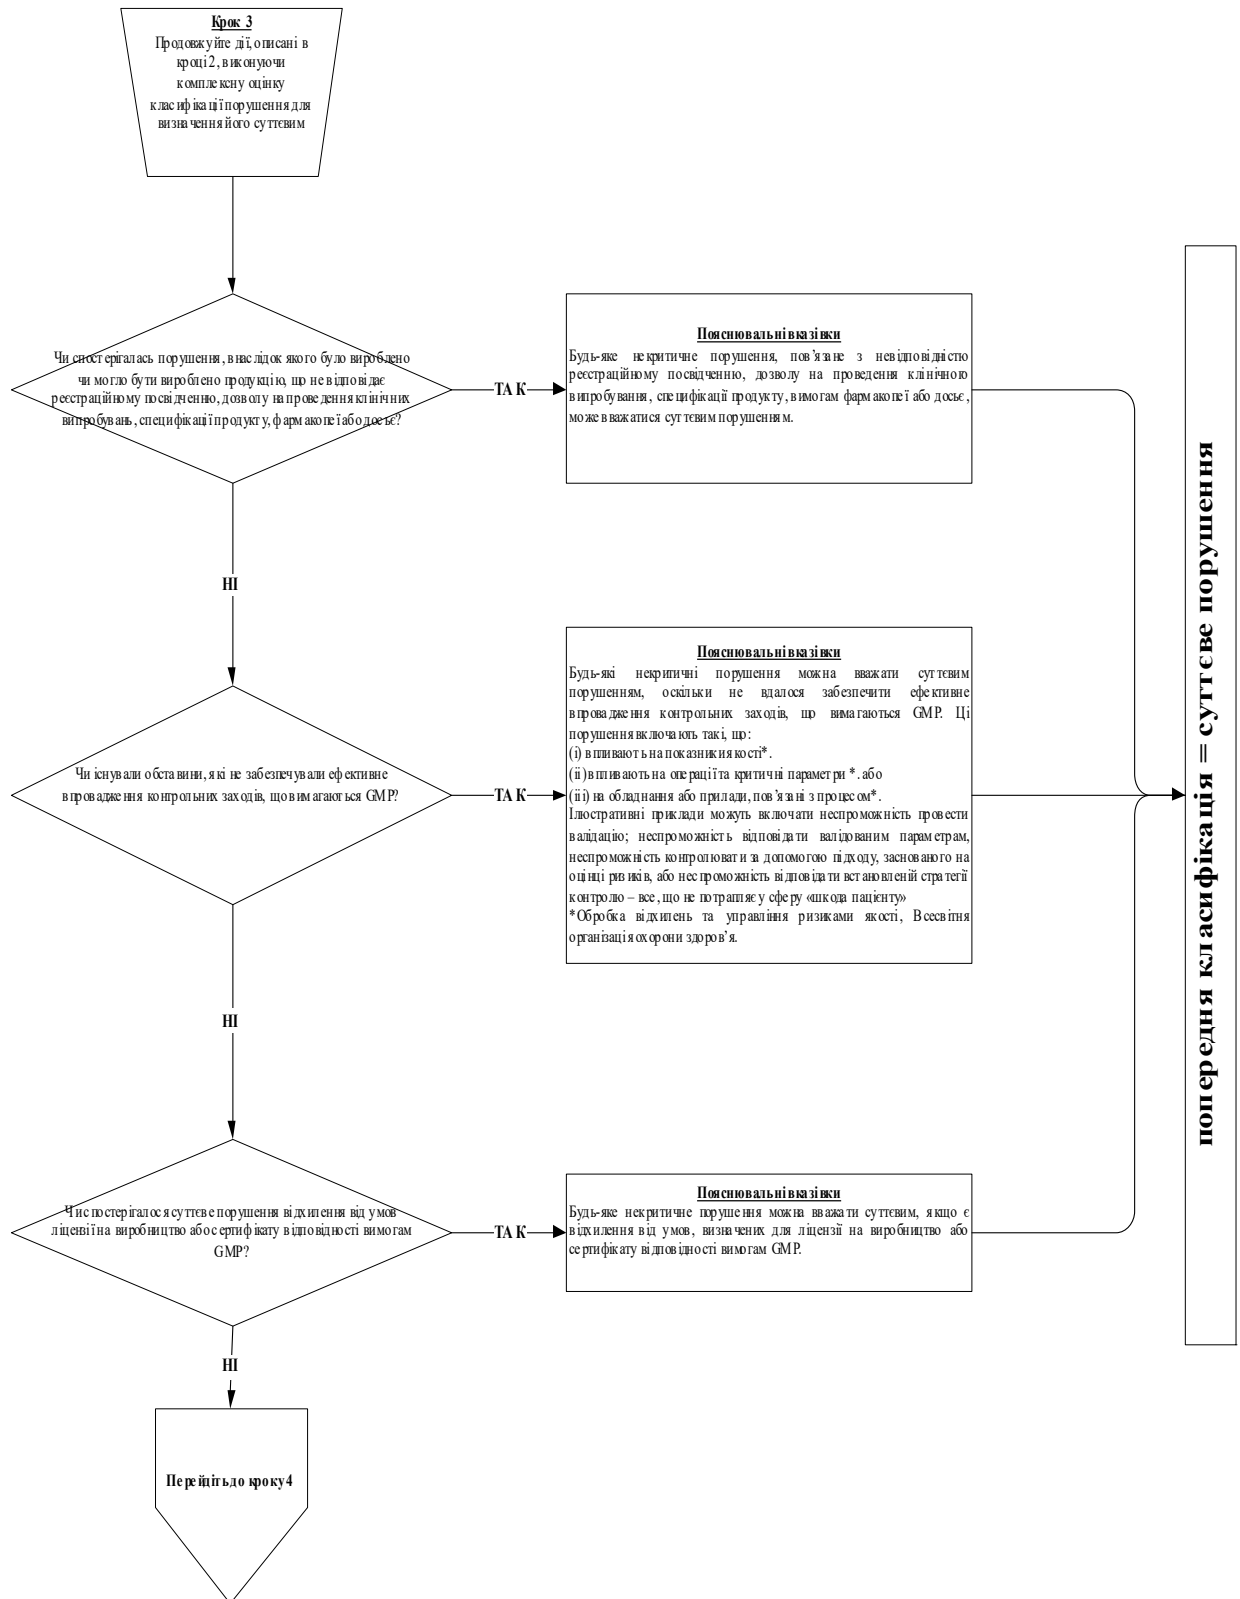 Крок 3
Продовжуйте дії, описані в
кроці 2, виконуючи
комплексну оцінку
класифікації порушення для
визначення його суттєвим
Чи спостерігалась порушення, внаслідок якого було вироблено
чи могло бути вироблено продукцію, що не відповідає
реєстраційному посвідченню, дозволу на проведення клінічних
випробувань, специфікації продукту, фармакопеї або досьє?
ТАК
Пояснювальні вказівки
Будь-яке некритичне порушення, пов’язане з невідповідністю
реєстраційному посвідченню, дозволу на проведення клінічного
випробування, специфікації продукту, вимогам фармакопеї або досьє,
може вважатися суттєвим порушенням.
НІ
Чи існували обставини, які не забезпечували ефективне
впровадження контрольних заходів, що вимагаються GMP?
ТАК
Пояснювальні вказівки
Будь-які некритичні порушення можна вважати суттєвим
порушенням, оскільки не вдалося забезпечити ефективне
впровадження контрольних заходів, що вимагаються GMP. Ці
порушення включають такі, що:
(i) впливають на показники якості*.
(ii) впливають на операції та критичні параметри *. або
(iii) на обладнання або прилади, пов’язані з процесом*.
Ілюстративні приклади можуть включати неспроможність провести
валідацію; неспроможність відповідати валідованим параметрам,
неспроможність контролювати за допомогою підходу, заснованого на
оцінці ризиків, або неспроможність відповідати встановленій стратегії
контролю – все, що не потрапляє у сферу «шкода пацієнту»
*Обробка відхилень та управління ризиками якості, Всесвітня
організація охорони здоров’я.
НІ
Чи спостерігалося суттєве порушення відхилення від умов
ліцензії на виробництво або сертифікату відповідності вимогам
GMP?
ТАК
Пояснювальні вказівки
Будь-яке некритичне порушення можна вважати суттєвим, якщо є
відхилення від умов, визначених для ліцензії на виробництво або
сертифікату відповідності вимогам GMP.
НІ
Перейдіть до кроку 4
попередня класифікація = суттєве порушення